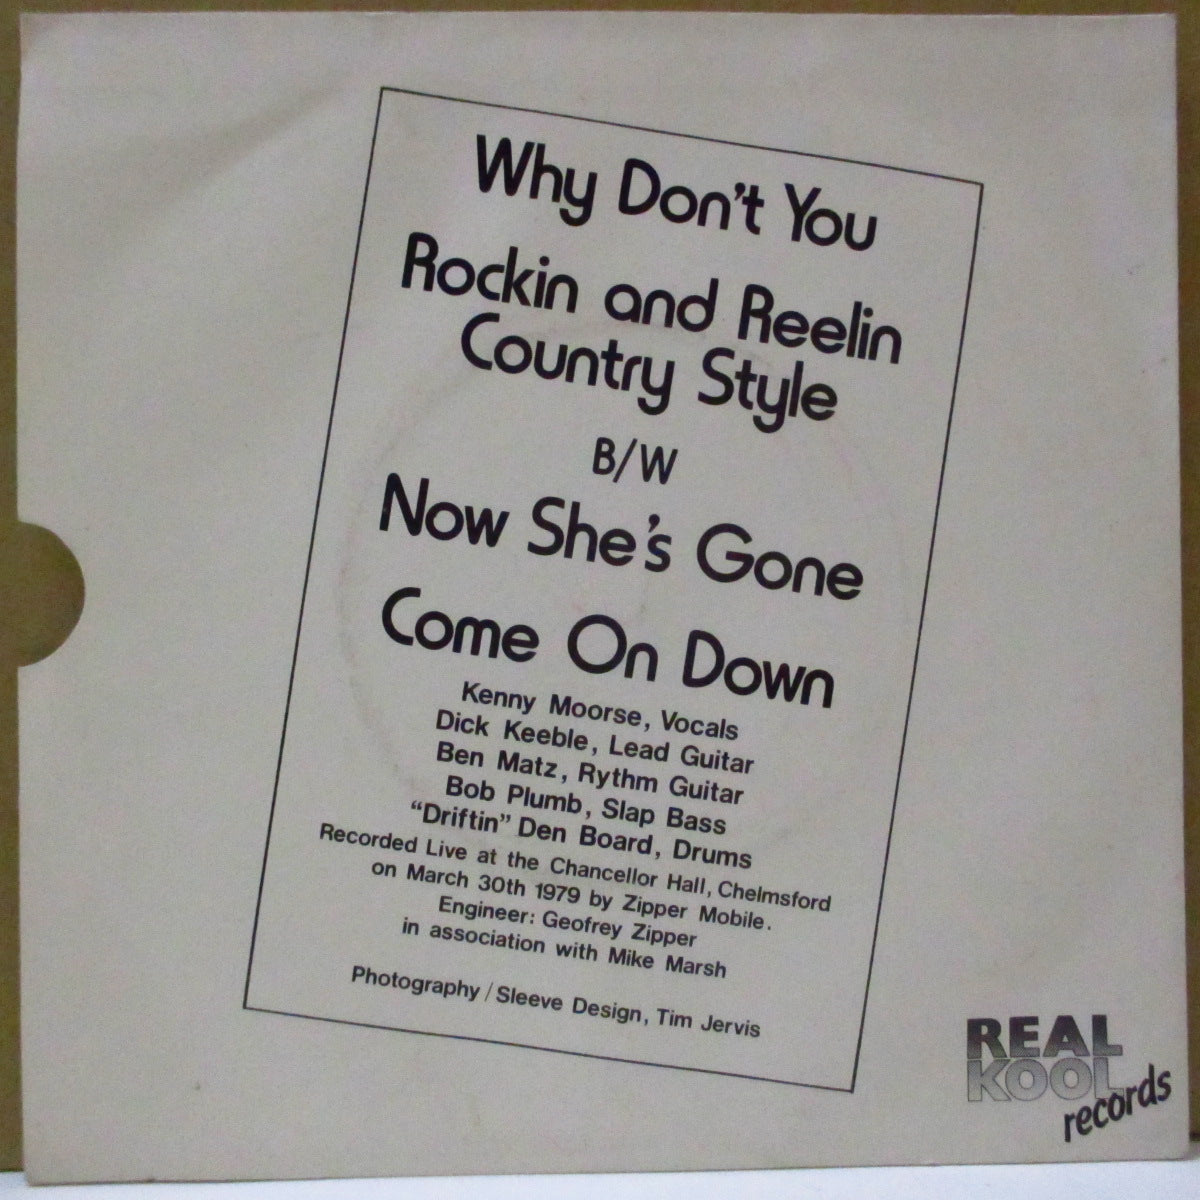 Why Don't You
Rockin and Reelin
Country Style
B/W
Now She's Gone
Come On Down
Kenny Moorse, Vocals
Dick Keeble, Lead Guitar
Ben Matz, Rythm Guitar
Bob Plumb, Slap Bass
“Driftin” Den Board, Drums
Recorded Live at the Chancellor Hall, Chelmsford
on March 30th 1979 by Zipper Mobile.
Engineer: Geofrey Zipper
in association with Mike Marsh
Photography / Sleeve Design, Tim Jervis
REAL
KOOL
records